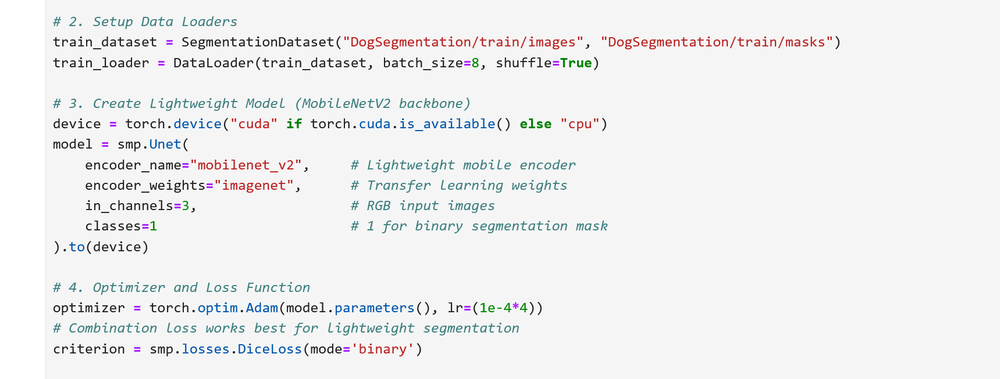 # 2. Setup Data Loaders
train_dataset = SegmentationDataset("DogSegmentation/train/images", "DogSegmentation/train/masks")
train_loader = DataLoader(train_dataset, batch_size=8, shuffle=True)
# 3. Create Lightweight Model (MobileNetV2 backbone)
device = torch.device("cuda" if torch.cuda.is_available() else "cpu")
model = smp.Unet(
    encoder_name="mobilenet_v2",     # Lightweight mobile encoder
    encoder_weights="imagenet",      # Transfer learning weights
    in_channels=3,                   # RGB input images
    classes=1                        # 1 for binary segmentation mask
).to(device)
# 4. Optimizer and Loss Function
optimizer = torch.optim.Adam(model.parameters(), lr=(1e-4*4))
# Combination loss works best for lightweight segmentation
criterion = smp.losses.DiceLoss(mode='binary')